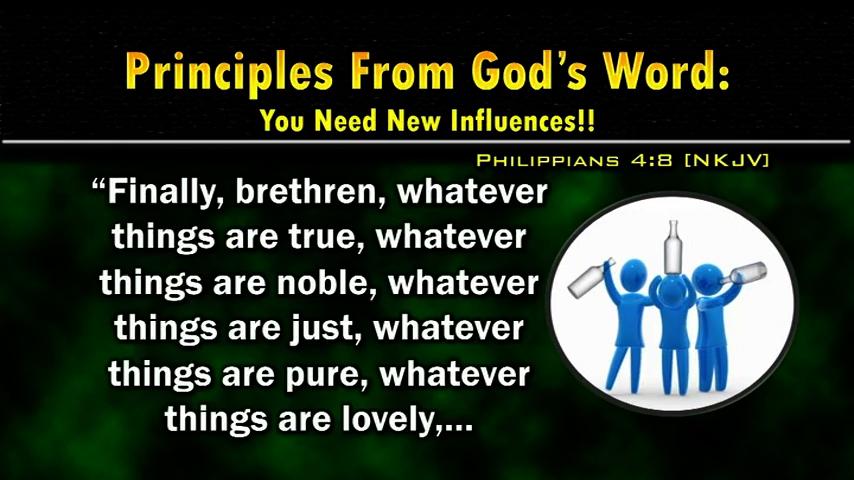 Principles From God's Word:
You Need New Influences!!
Philippians 4:8 [NKJV]
“Finally, brethren, whatever
things are true, whatever
things are noble, whatever
things are just, whatever
things are pure, whatever
things are lovely,...